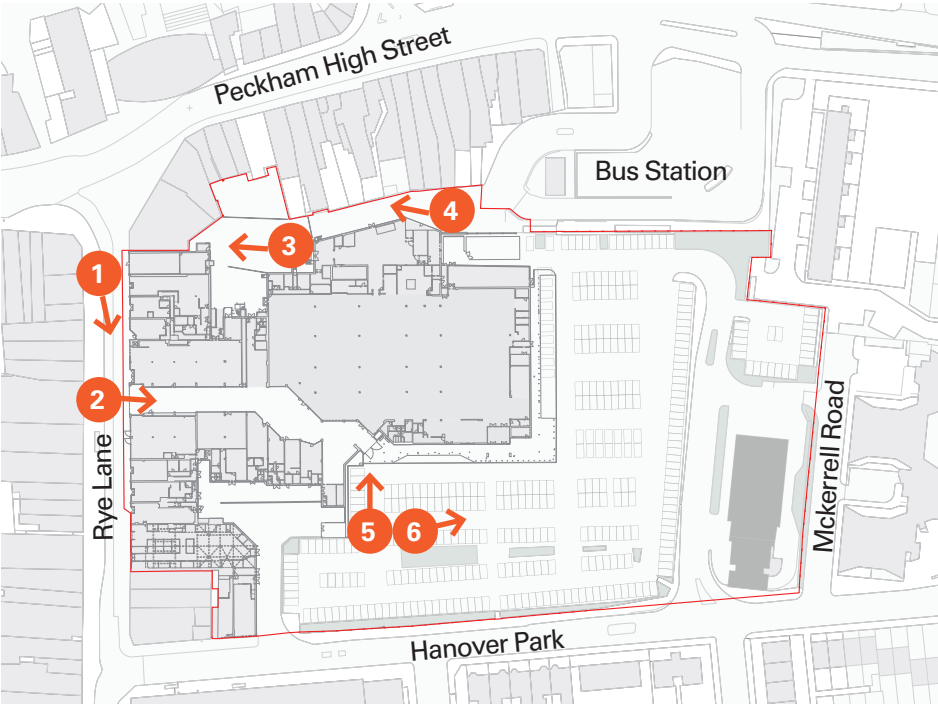 Peckham High Street
Bus Station
4
3
1
2
Rye Lane
Mckerrell Road
5
6
Hanover Park